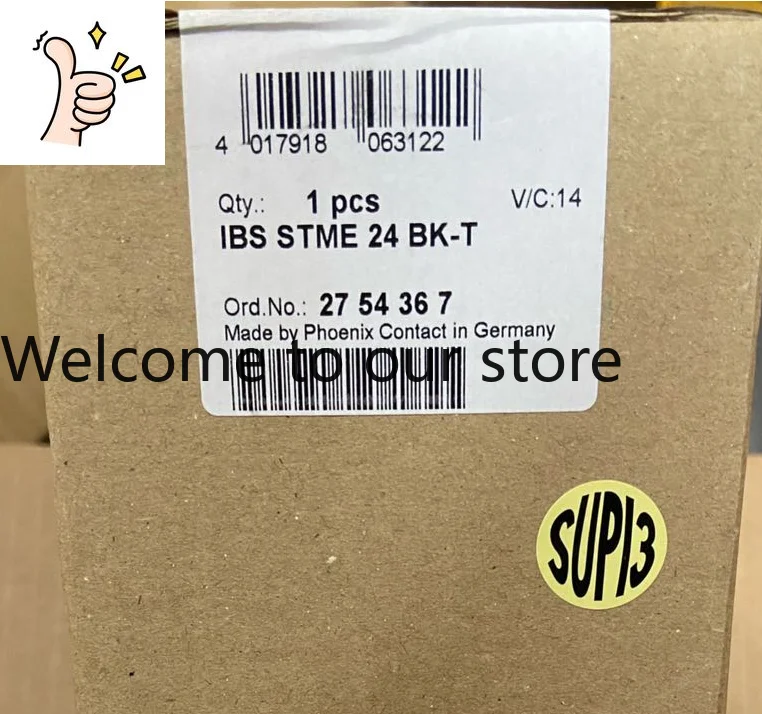 4 017918 063122
Qty.: 1 pcs V/C:14
IBS STME 24 BK-T
Ord.No.: 27 54 36 7
Made by Phoenix Contact in Germany
Welcome to our store
SUPI3